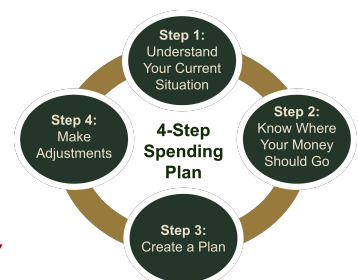 Step 1:
Understand
Your Current
Situation
Step 2:
Know Where
Your Money
Should Go
Step 3:
Create a Plan
Step 4:
Make
Adjustments
4-Step
Spending
Plan